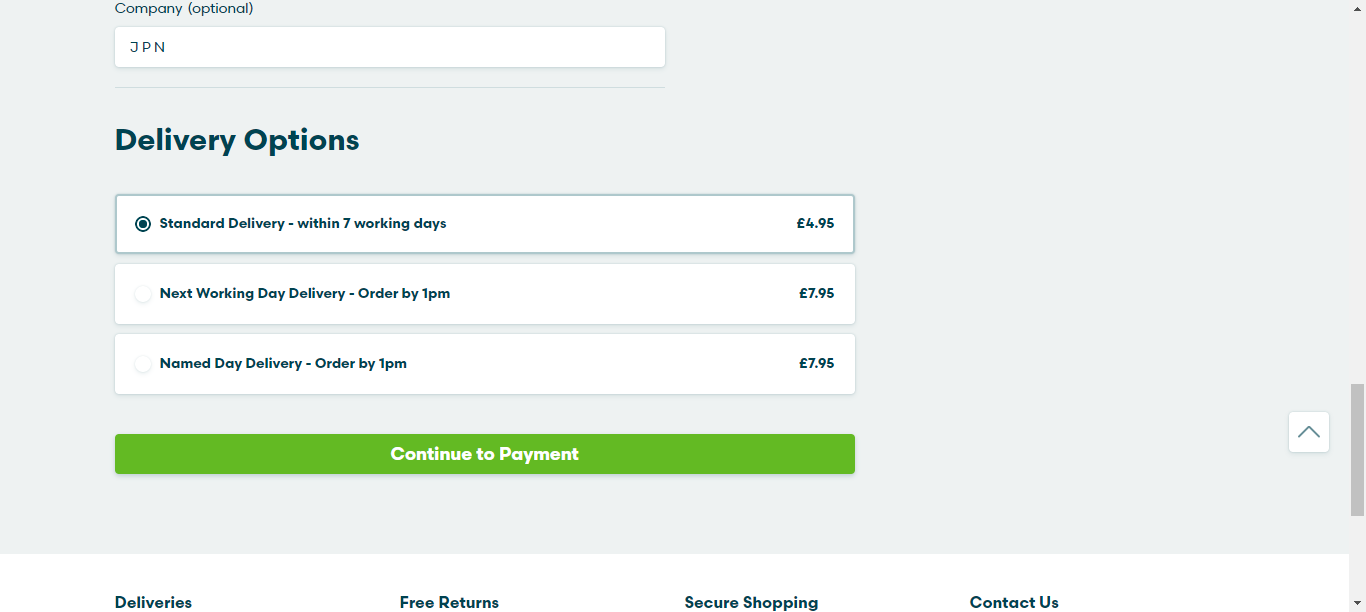 Company (optional)
JPN
Delivery Options
Standard Delivery - within 7 working days £4.95
Next Working Day Delivery - Order by 1pm £7.95
Named Day Delivery - Order by 1pm £7.95
Continue to Payment
Deliveries Free Returns Secure Shopping Contact Us